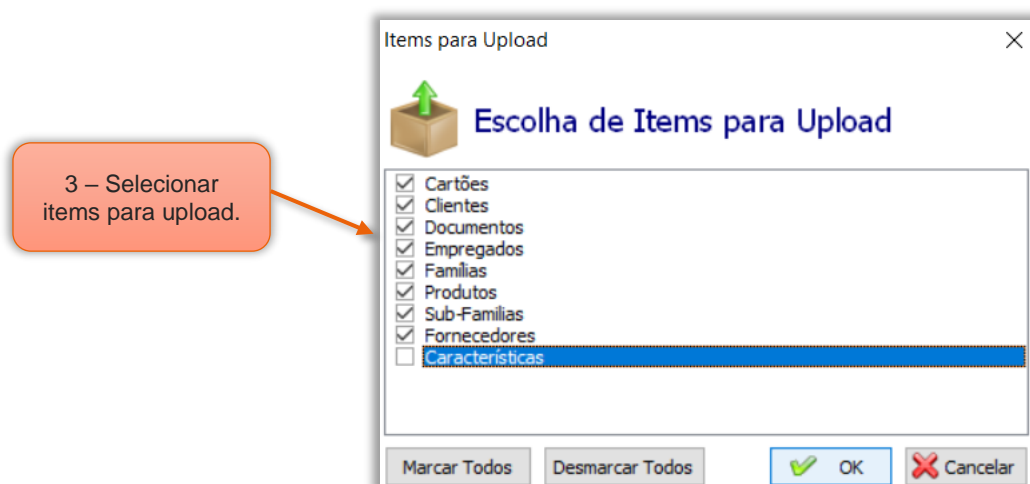 Items para Upload
Escolha de Items para Upload
3 – Selecionar
items para upload.
Cartões
Clientes
Documentos
Empregados
Famílias
Produtos
Sub-Familias
Fornecedores
Características
Marcar Todos Desmarcar Todos OK Cancelar